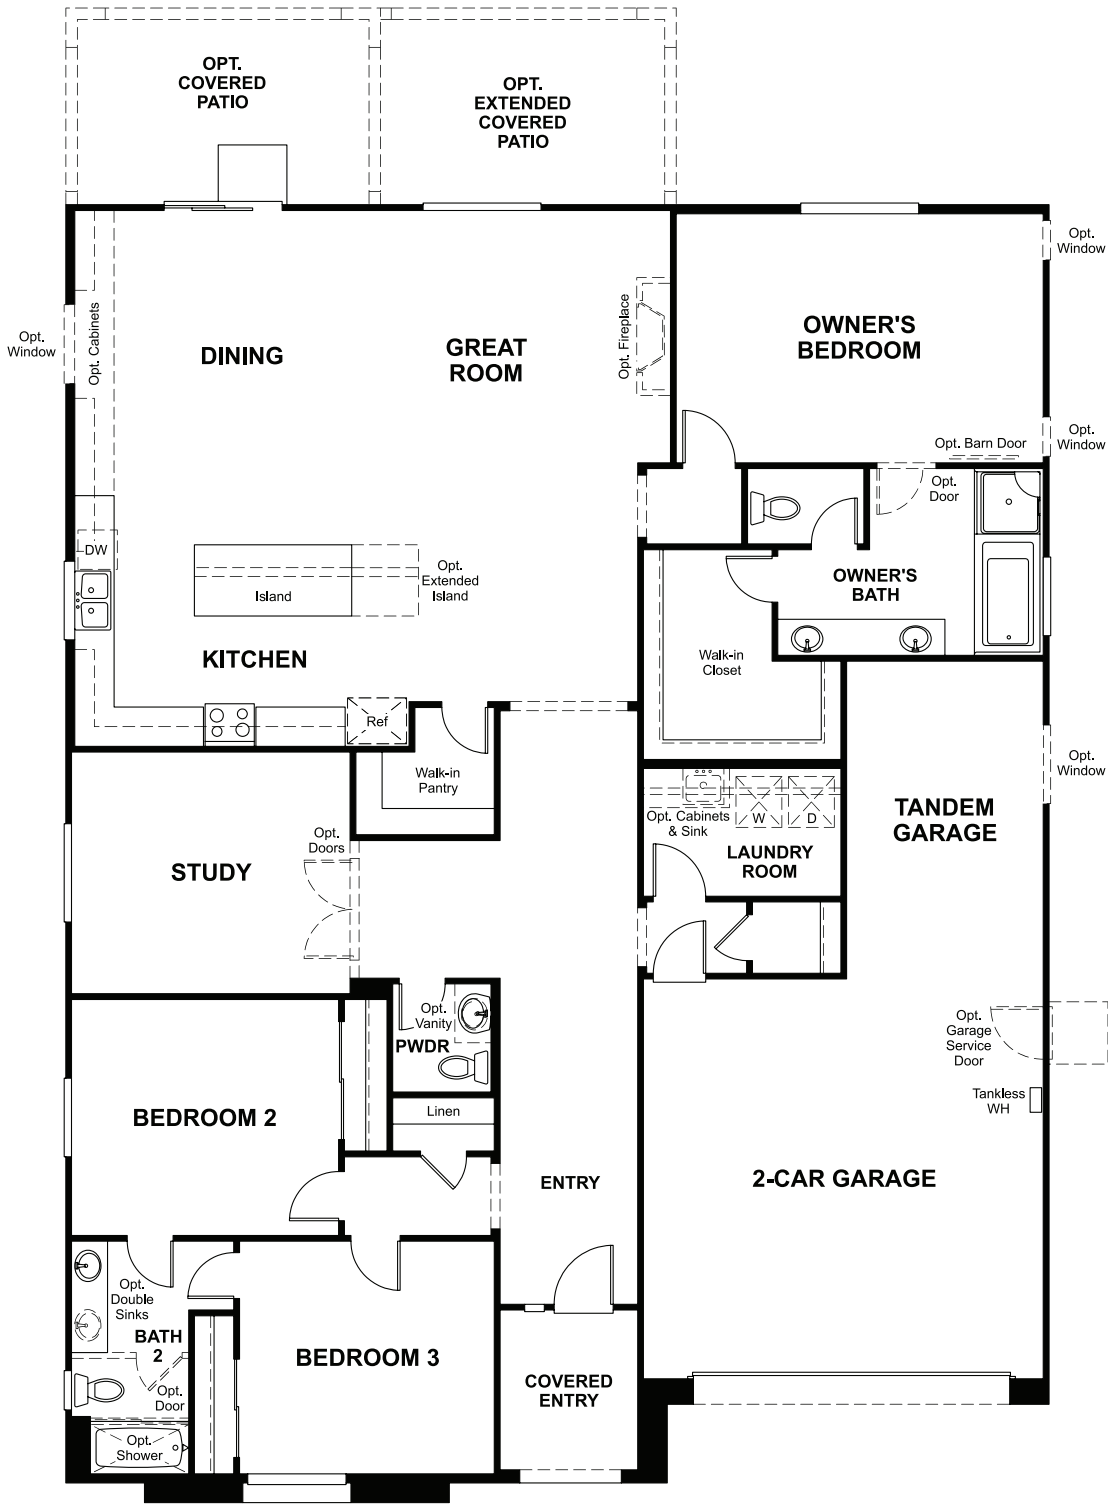 OPT.
COVERED
PATIO
OPT.
EXTENDED
COVERED
PATIO
Opt.
Window
Opt.
Window
Opt. Cabinets
DINING
GREAT
ROOM
Opt. Fireplace
OWNER'S
BEDROOM
Opt. Barn Door
Opt.
Window
Opt.
Door
DW
Island
Opt.
Extended
Island
OWNER'S
BATH
KITCHEN
Walk-in
Closet
Ref
Walk-in
Pantry
Opt.
Window
Opt. Cabinets
& Sink
W
D
TANDEM
GARAGE
LAUNDRY
ROOM
STUDY
Opt.
Doors
Opt.
Vanity
PWDR
Opt.
Garage
Service
Door
Tankless
WH
BEDROOM 2
Linen
ENTRY
2-CAR GARAGE
Opt.
Double
Sinks
BATH
2
Opt.
Door
Opt.
Shower
BEDROOM 3
COVERED
ENTRY